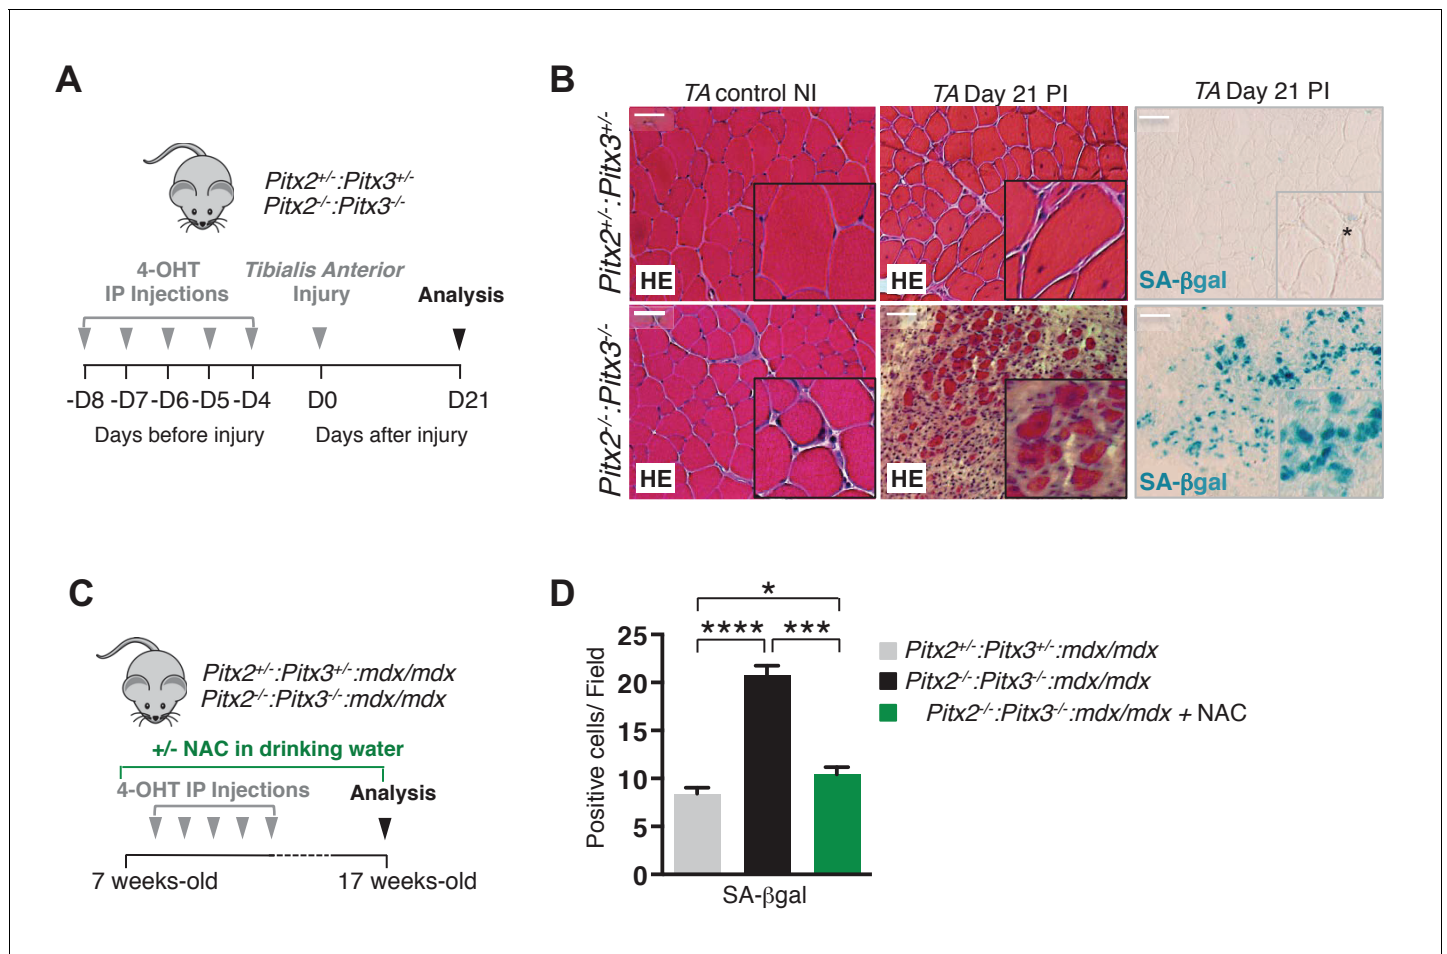 A
Pitx2+/-:Pitx3+/-
Pitx2-/-:Pitx3-/-
4-OHT
IP Injections
Tibialis Anterior
Injury
Analysis
-D8 -D7 -D6 -D5 -D4 D0 D21
Days before injury Days after injury
B
TA control NI TA Day 21 PI TA Day 21 PI
Pitx2+/-:Pitx3+/-
HE HE SA-βgal *
Pitx2-/-:Pitx3-/-
HE HE SA-βgal
C
Pitx2+/-:Pitx3+/-:mdx/mdx
Pitx2-/-:Pitx3-/-:mdx/mdx
+/- NAC in drinking water
4-OHT IP Injections
Analysis
7 weeks-old 17 weeks-old
D
*
**** ***
Positive cells/ Field
25
20
15
10
5
0
SA-βgal
Pitx2+/-:Pitx3+/-:mdx/mdx
Pitx2-/-:Pitx3-/-:mdx/mdx
Pitx2-/-:Pitx3-/-:mdx/mdx + NAC